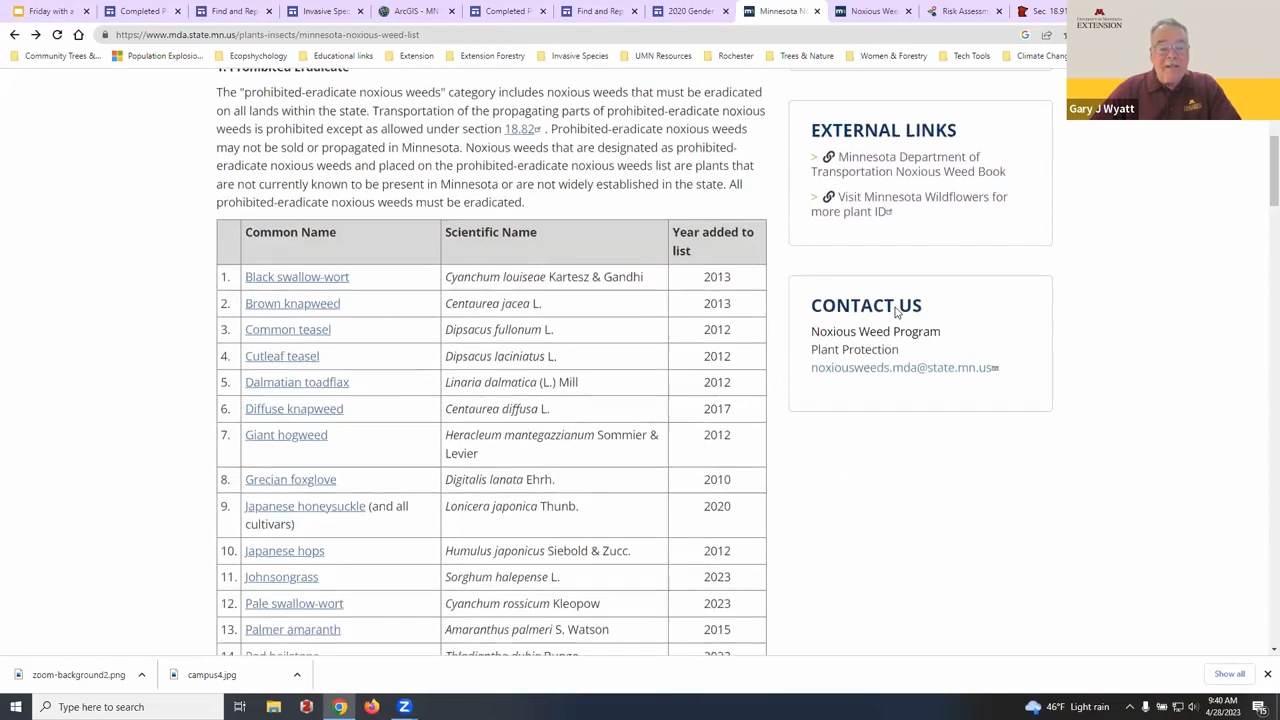 Friday with a
Completed P
Find and Rep
ArcGIS - MN
Completed P
Find and Rep
2020 Gender
Minnesota No
Noxious Wee
Risk Assessm
Sec. 18.91
https://www.mda.state.mn.us/plants-insects/minnesota-noxious-
-list
Community Trees &...
Population Explosio...
Ecopsychology
Educational links
Extension
Extension Forestry
Invasive Species
UMN Resources
Rochester
Trees & Nature
Women & Forestry
Tech Tools
Climate Chang
UNIVERSITY OF MINNESOTA
EXTENSION
Gary J Wyatt
1. Prohibited Eradicate
The "prohibited-eradicate noxious weeds" category includes noxious weeds that must be eradicated
on all lands within the state. Transportation of the propagating parts of prohibited-eradicate noxious
weeds is prohibited except as allowed under section 18.82 . Prohibited-eradicate noxious weeds
may not be sold or propagated in Minnesota. Noxious weeds that are designated as prohibited-
eradicate noxious weeds and placed on the prohibited-eradicate noxious weeds list are plants that
are not currently known to be present in Minnesota or are not widely established in the state. All
prohibited-eradicate noxious weeds must be eradicated.
Common Name Scientific Name Year added to
list
1. Black swallow-wort Cyanchum louiseae Kartesz & Gandhi 2013
2. Brown knapweed Centaurea jacea L. 2013
3. Common teasel Dipsacus fullonum L. 2012
4. Cutleaf teasel Dipsacus laciniatus L. 2012
5. Dalmatian toadflax Linaria dalmatica (L.) Mill 2012
6. Diffuse knapweed Centaurea diffusa L. 2017
7. Giant hogweed Heracleum mantegazzianum Sommier & 2012
Levier
8. Grecian foxglove Digitalis lanata Ehrh. 2010
9. Japanese honeysuckle (and all Lonicera japonica Thunb. 2020
cultivars)
10. Japanese hops Humulus japonicus Siebold & Zucc. 2012
11. Johnsongrass Sorghum halepense L. 2023
12. Pale swallow-wort Cyanchum rossicum Kleopow 2023
13. Palmer amaranth Amaranthus palmeri S. Watson 2015
EXTERNAL LINKS
> Minnesota Department of
Transportation Noxious Weed Book
> Visit Minnesota Wildflowers for
more plant ID
CONTACT US
Noxious Weed Program
Plant Protection
noxiousweeds.mda@state.mn.us
zoom-background2.png
campus4.jpg
Show all
Type here to search
46°F Light rain
9:40 AM
4/28/2023
15